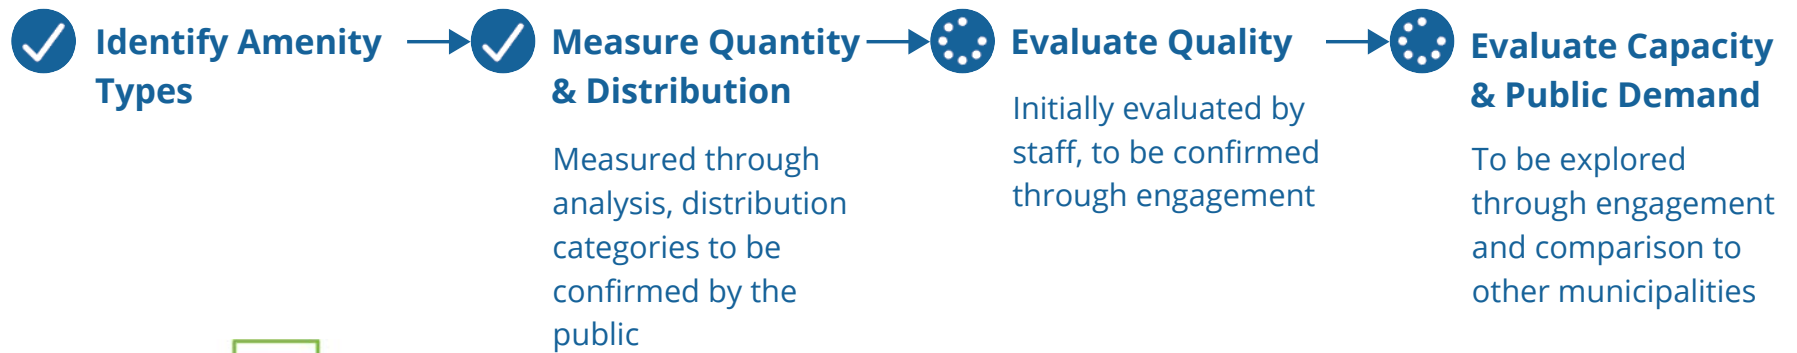 Identify Amenity
Types
Measure Quantity
& Distribution
Measured through
analysis, distribution
categories to be
confirmed by the
public
Evaluate Quality
Initially evaluated by
staff, to be confirmed
through engagement
Evaluate Capacity
& Public Demand
To be explored
through engagement
and comparison to
other municipalities